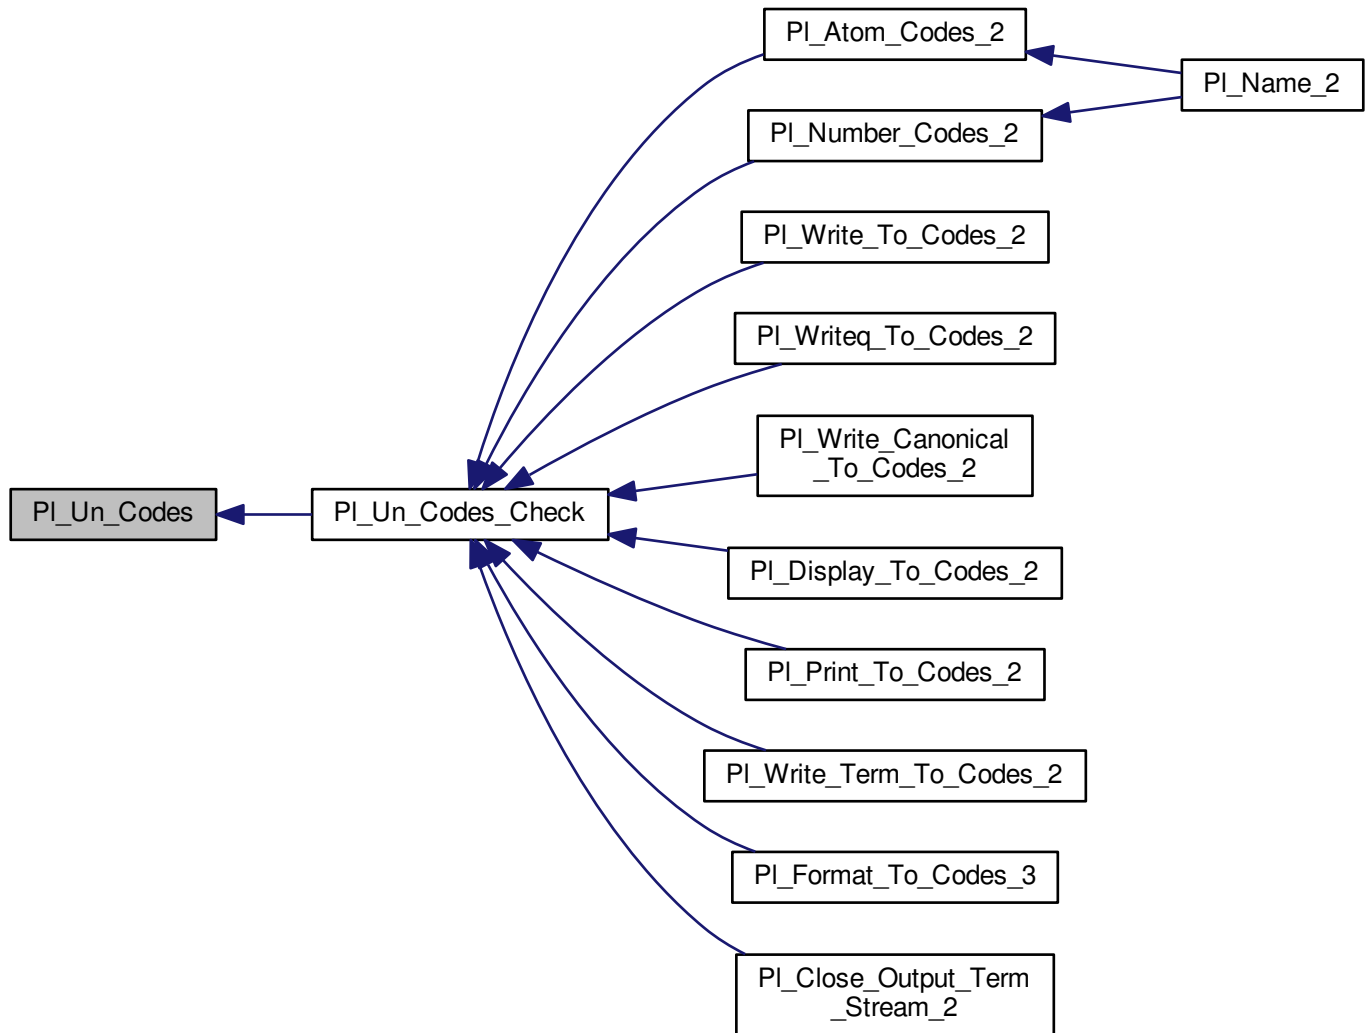 Pl_Un_Codes
Pl_Un_Codes_Check
Pl_Atom_Codes_2
Pl_Name_2
Pl_Number_Codes_2
Pl_Write_To_Codes_2
Pl_Writeq_To_Codes_2
Pl_Write_Canonical
_To_Codes_2
Pl_Display_To_Codes_2
Pl_Print_To_Codes_2
Pl_Write_Term_To_Codes_2
Pl_Format_To_Codes_3
Pl_Close_Output_Term
_Stream_2